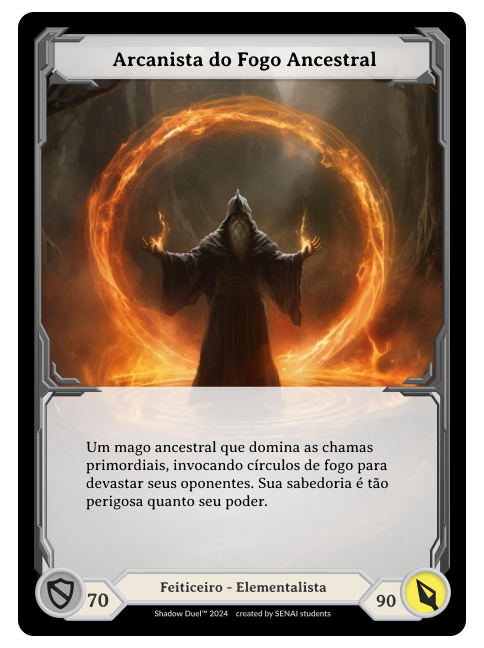 Arcanista do Fogo Ancestral
Um mago ancestral que domina as chamas
primordiais, invocando círculos de fogo para
devastar seus oponentes. Sua sabedoria é tão
perigosa quanto seu poder.
70
Feiticeiro - Elementalista
90
Shadow Duel™ 2024 created by SENAI students